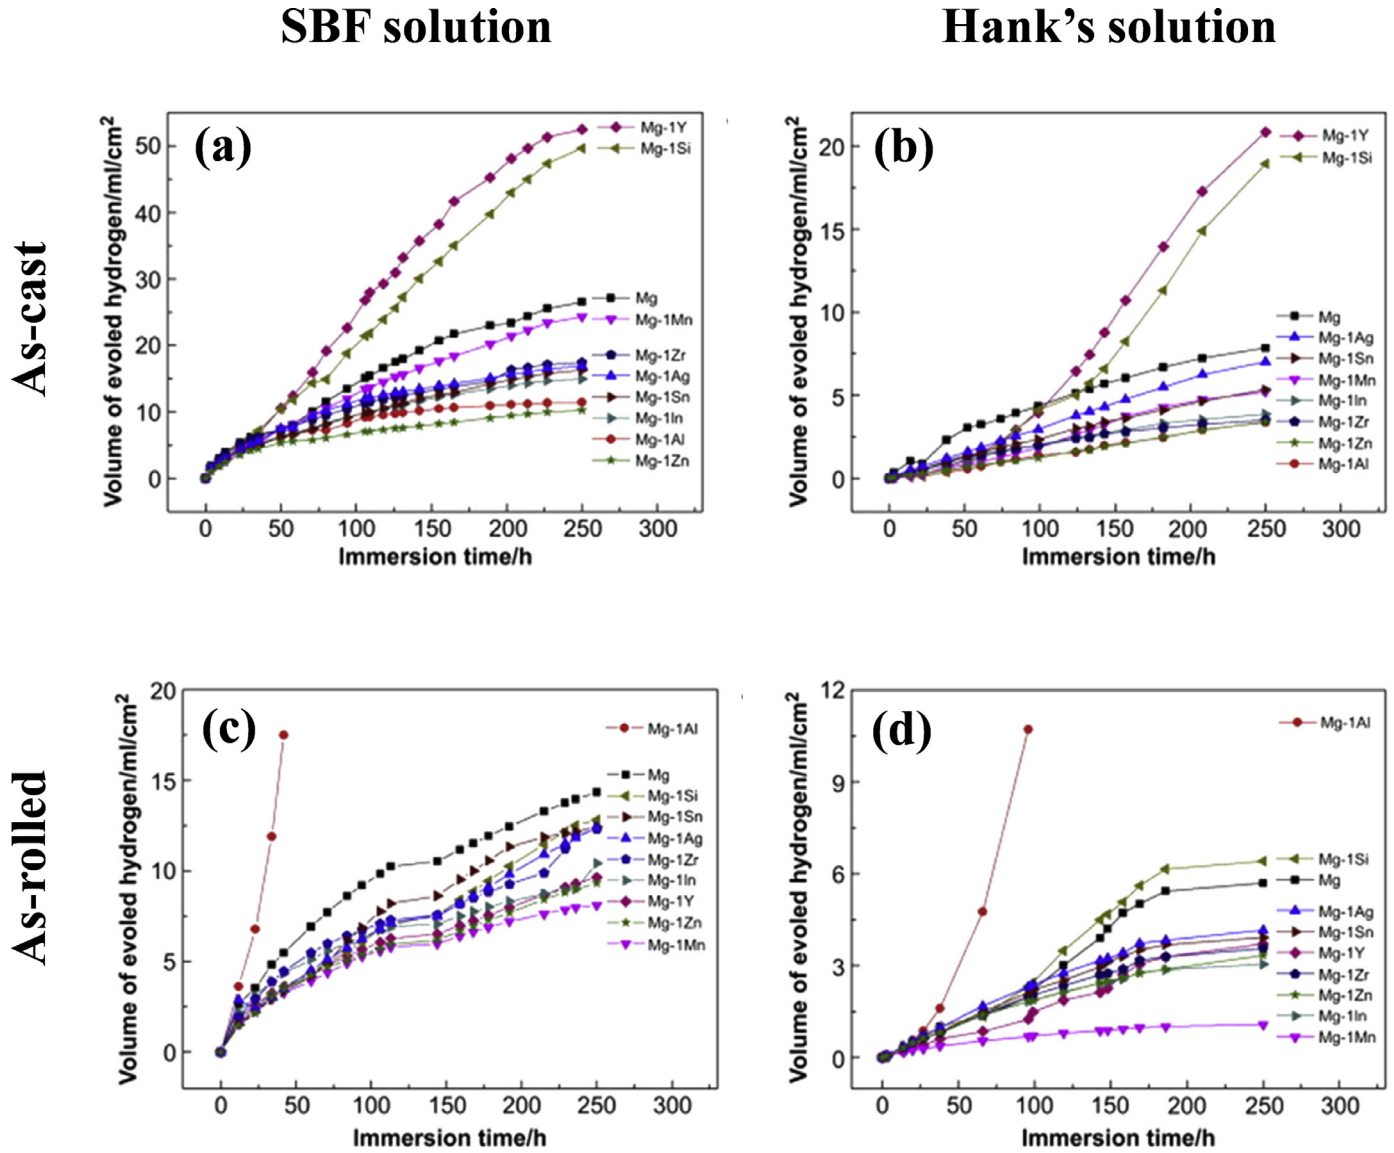 SBF solution
Hank's solution
As-cast
As-rolled
(a)
Volume of evoled hydrogen/ml/cm²
50
40
30
20
10
0
0 50 100 150 200 250 300
Immersion time/h
Mg-1Y
Mg-1Si
Mg
Mg-1Mn
Mg-1Zr
Mg-1Ag
Mg-1Sn
Mg-1In
Mg-1Al
Mg-1Zn
(b)
Volume of evoled hydrogen/ml/cm²
20
15
10
5
0
0 50 100 150 200 250 300
Immersion time/h
Mg-1Y
Mg-1Si
Mg
Mg-1Ag
Mg-1Sn
Mg-1Mn
Mg-1In
Mg-1Zr
Mg-1Zn
Mg-1Al
(c)
Volume of evoled hydrogen/ml/cm²
20
15
10
5
0
0 50 100 150 200 250 300
Immersion time/h
Mg-1Al
Mg
Mg-1Si
Mg-1Sn
Mg-1Ag
Mg-1Zr
Mg-1In
Mg-1Y
Mg-1Zn
Mg-1Mn
(d)
Volume of evoled hydrogen/ml/cm²
12
9
6
3
0
0 50 100 150 200 250 300
Immersion time/h
Mg-1Al
Mg-1Si
Mg
Mg-1Ag
Mg-1Sn
Mg-1Y
Mg-1Zr
Mg-1Zn
Mg-1In
Mg-1Mn